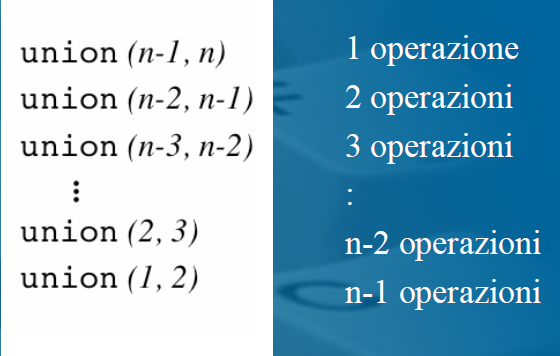 union (n-1, n) 1 operazione
union (n-2, n-1) 2 operazioni
union (n-3, n-2) 3 operazioni
⋮ :
union (2, 3) n-2 operazioni
union (1, 2) n-1 operazioni